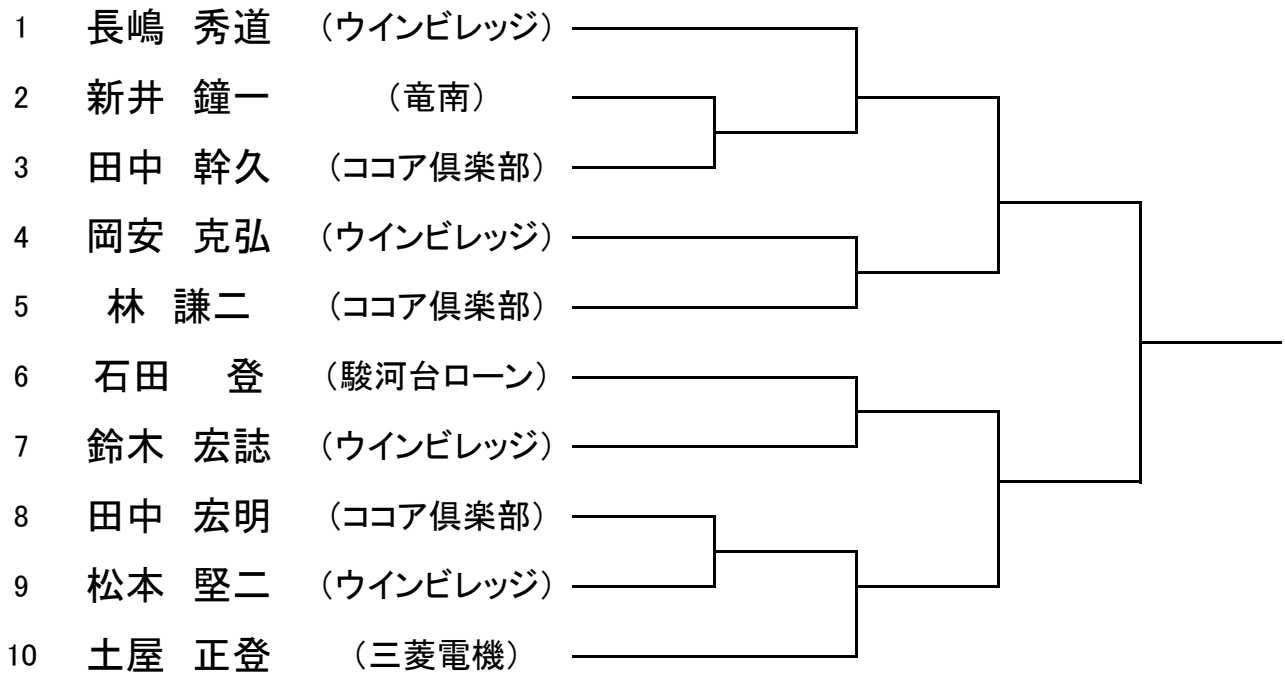 1 長嶋 秀道 （ウインビレッジ）
2 新井 鐘一 （竜南）
3 田中 幹久 （ココア倶楽部）
4 岡安 克弘 （ウインビレッジ）
5 林 謙二 （ココア倶楽部）
6 石田 登 （駿河台ローン）
7 鈴木 宏誌 （ウインビレッジ）
8 田中 宏明 （ココア倶楽部）
9 松本 堅二 （ウインビレッジ）
10 土屋 正登 （三菱電機）